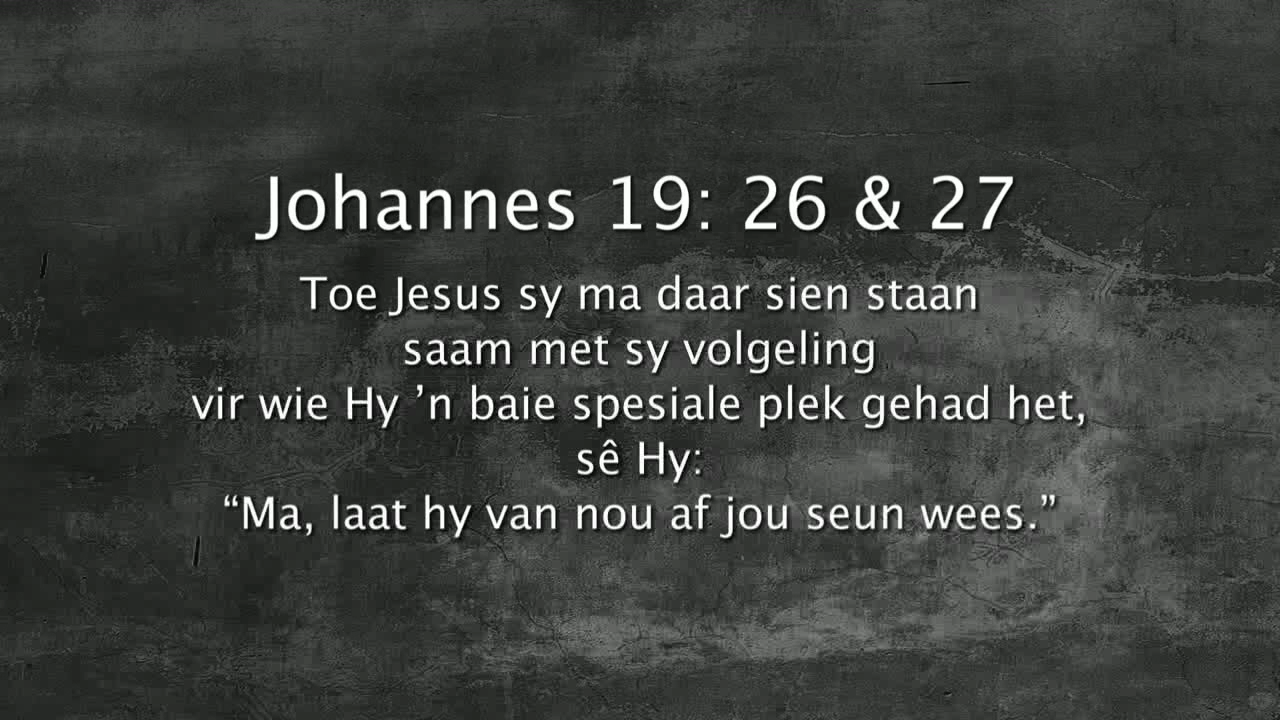 Johannes 19: 26 & 27
Toe Jesus sy ma daar sien staan
saam met sy volgeling
vir wie Hy ’n baie spesiale plek gehad het,
sê Hy:
“Ma, laat hy van nou af jou seun wees.”